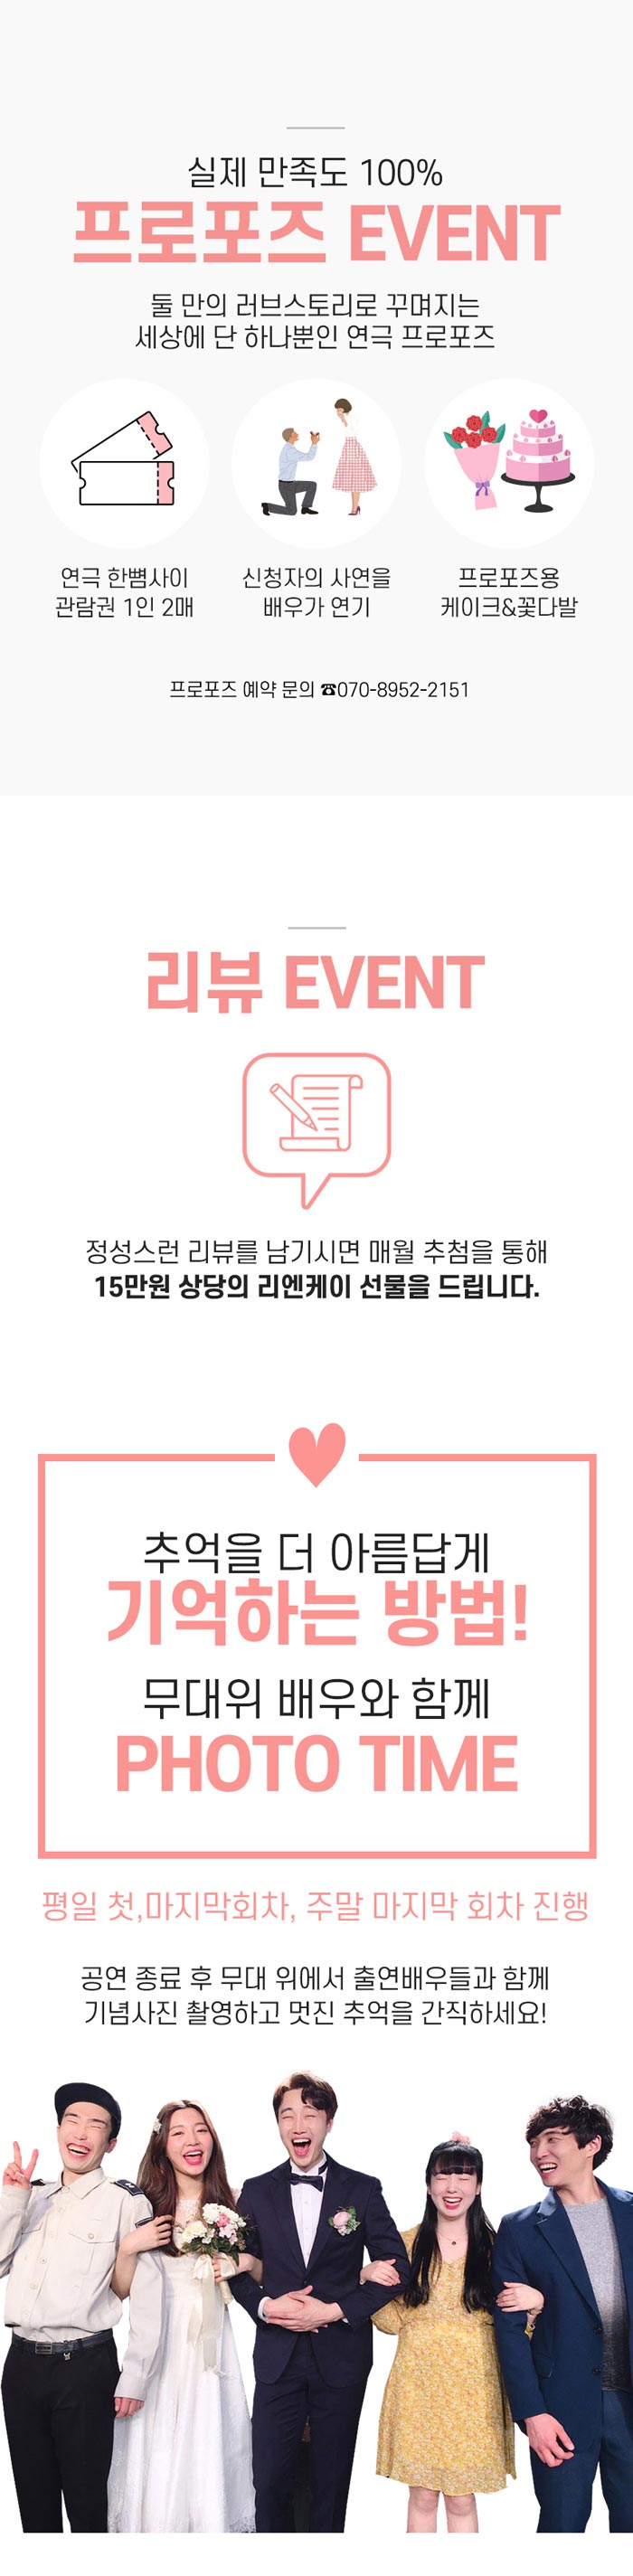 실제 만족도 100%
프로포즈 EVENT
둘 만의 러브스토리로 꾸며지는
세상에 단 하나뿐인 연극 프로포즈
연극 한뼘사이
관람권 1인 2매
신청자의 사연을
배우가 연기
프로포즈용
케이크&꽃다발
프로포즈 예약 문의 ☎070-8952-2151
리뷰 EVENT
정성스런 리뷰를 남기시면 매월 추첨을 통해
15만원 상당의 리엔케이 선물을 드립니다.
추억을 더 아름답게
기억하는 방법!
무대위 배우와 함께
PHOTO TIME
평일 첫,마지막회차, 주말 마지막 회차 진행
공연 종료 후 무대 위에서 출연배우들과 함께
기념사진 촬영하고 멋진 추억을 간직하세요!